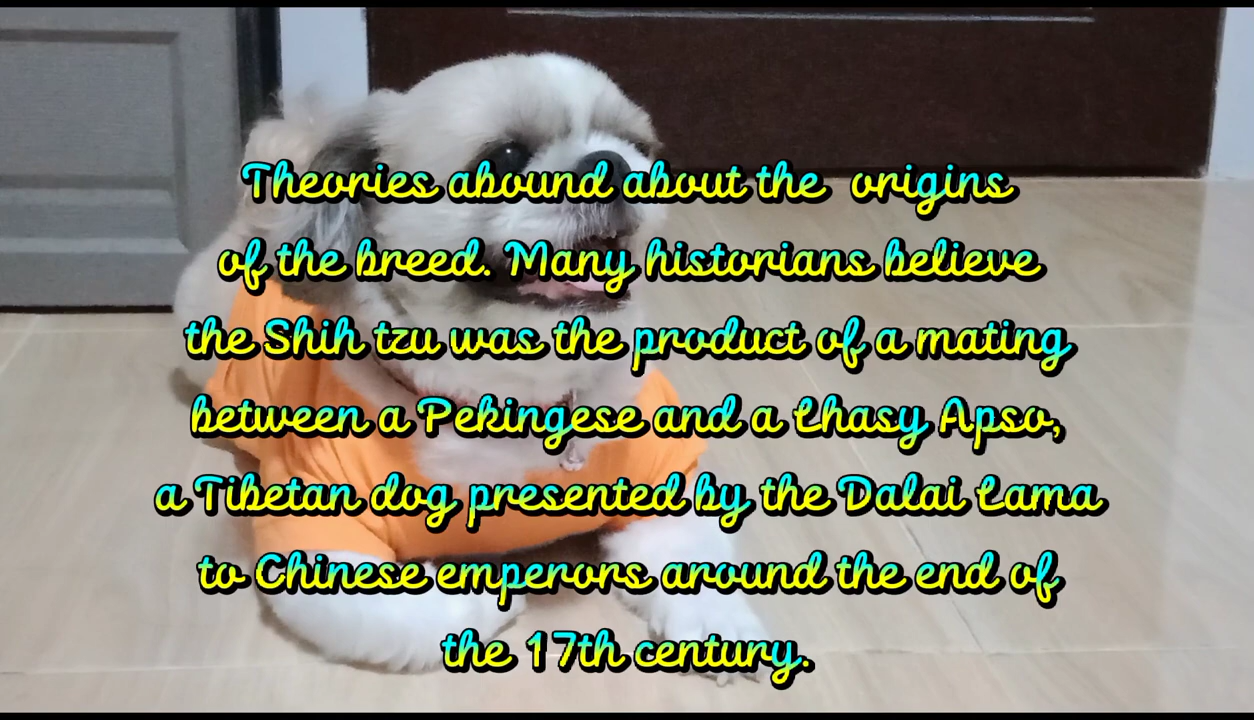 Theories abound about the origins
of the breed. Many historians believe
the Shih tzu was the product of a mating
between a Pekingese and a Lhasy Apso,
a Tibetan dog presented by the Dalai Lama
to Chinese emperors around the end of
the 17th century.